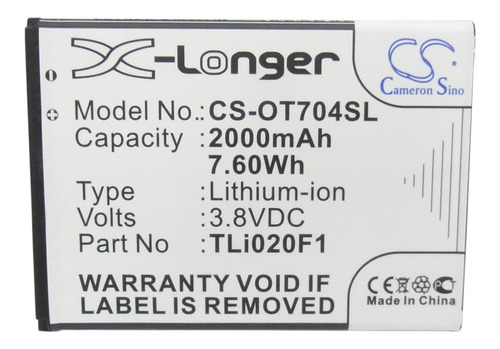 X-Longer
CS
Cameron Sino
Model No.: CS-OT704SL
Capacity: 2000mAh
7.60Wh
Type: Lithium-ion
Volts: 3.8VDC
Part No: TLi020F1
WARRANTY VOID IF
LABEL IS REMOVED
CE FC
Made In China